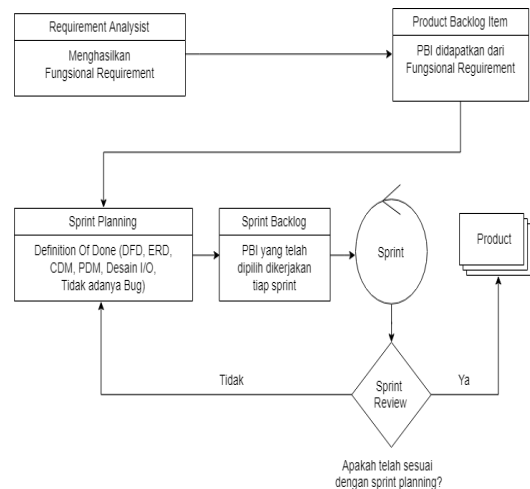 Requirement Analysist
Menghasilkan
Fungsional Requirement
Product Backlog Item
PBI didapatkan dari
Fungsional Reguirement
Sprint Planning
Definition Of Done (DFD, ERD,
CDM, PDM, Desain I/O,
Tidak adanya Bug)
Sprint Backlog
PBI yang telah
dipilih dikerjakan
tiap sprint
Sprint
Product
Tidak
Sprint
Review
Ya
Apakah telah sesuai
dengan sprint planning?